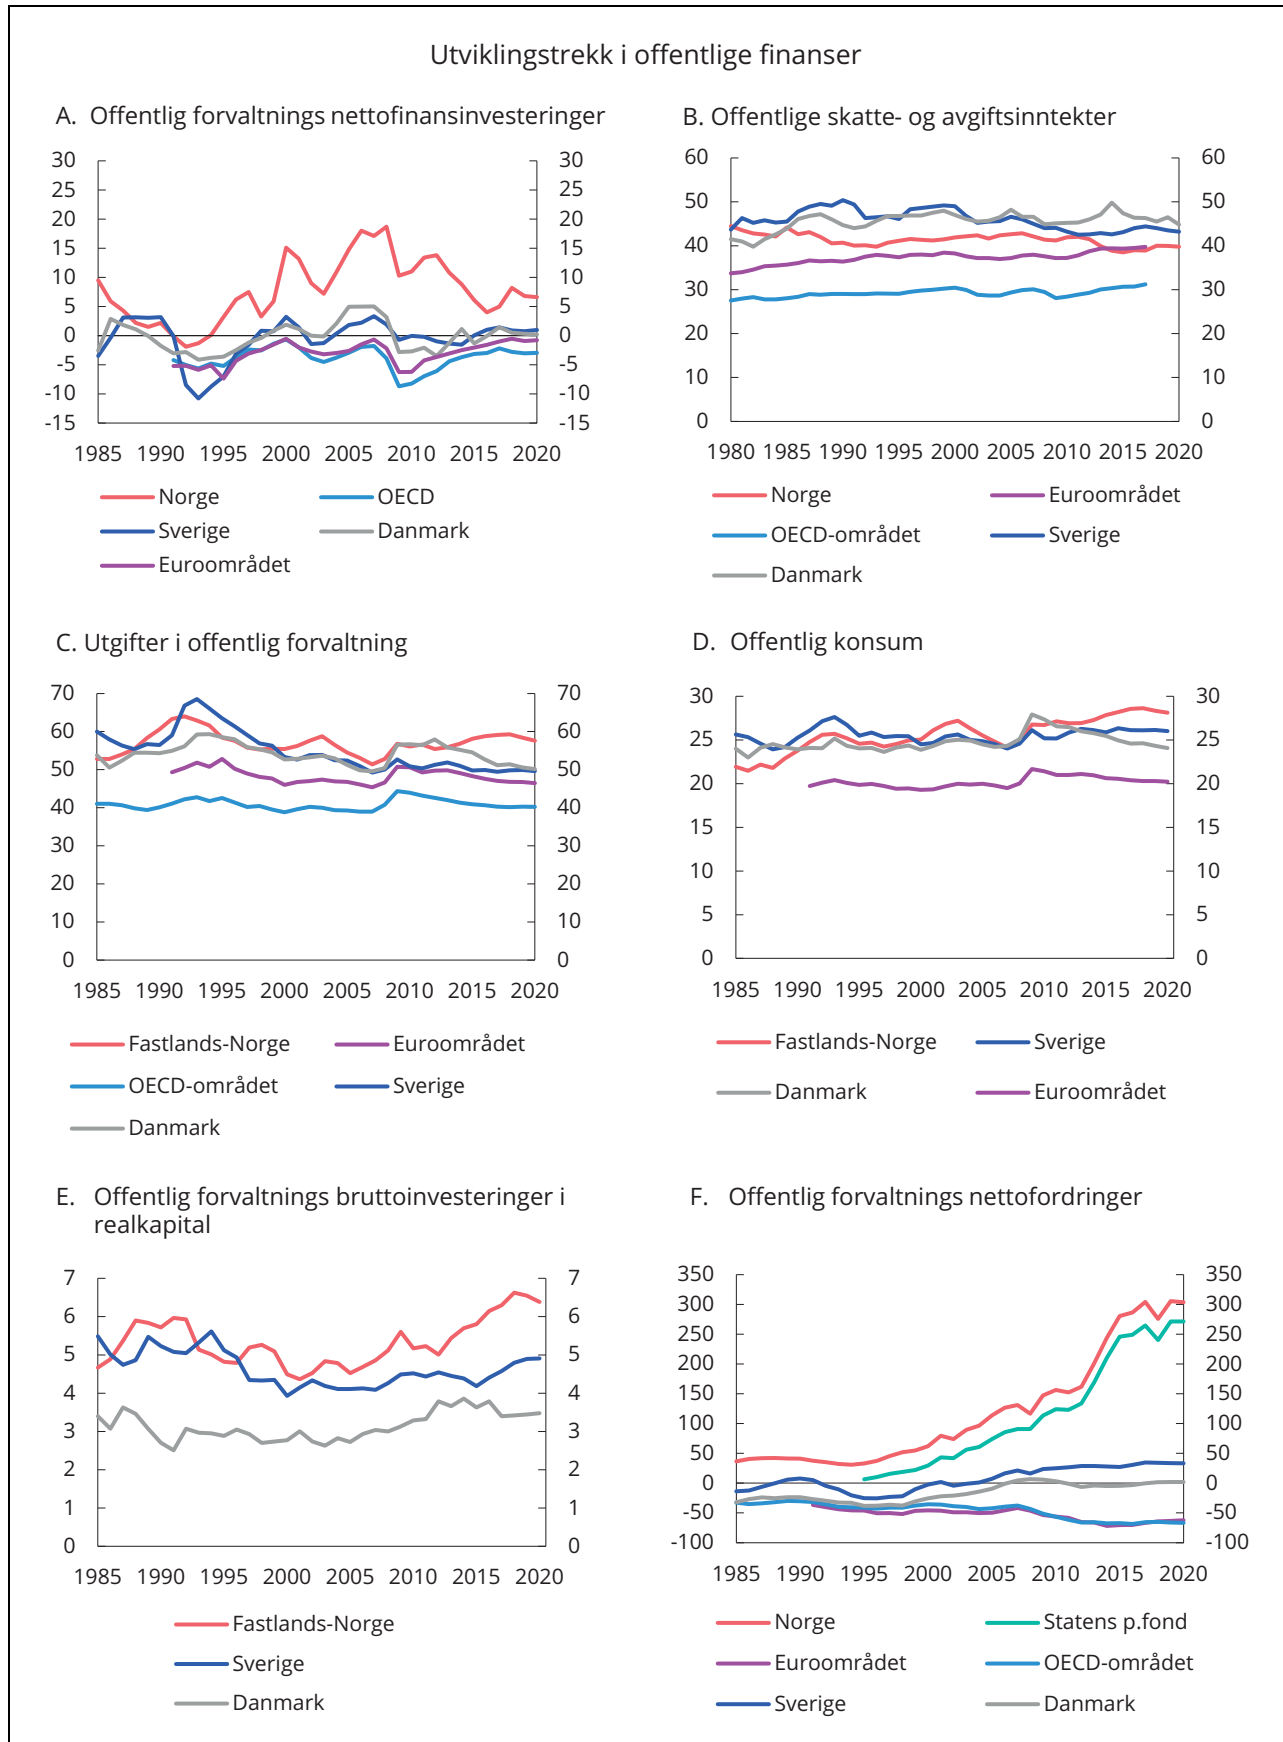 Utviklingstrekk i offentlige finanser
A. Offentlig forvaltnings nettofinansinvesteringer
30 30
25 25
20 20
15 15
10 10
5 5
0 0
-5 -5
-10 -10
-15 -15
1985 1990 1995 2000 2005 2010 2015 2020
Norge OECD
Sverige Danmark
Euroområdet
B. Offentlige skatte- og avgiftsinntekter
60 60
50 50
40 40
30 30
20 20
10 10
0 0
1980 1985 1990 1995 2000 2005 2010 2015 2020
Norge Euroområdet
OECD-området Sverige
Danmark
C. Utgifter i offentlig forvaltning
70 70
60 60
50 50
40 40
30 30
20 20
10 10
0 0
1985 1990 1995 2000 2005 2010 2015 2020
Fastlands-Norge Euroområdet
OECD-området Sverige
Danmark
D. Offentlig konsum
30 30
25 25
20 20
15 15
10 10
5 5
0 0
1985 1990 1995 2000 2005 2010 2015 2020
Fastlands-Norge Sverige
Danmark Euroområdet
E. Offentlig forvaltnings bruttoinvesteringer i
realkapital
7 7
6 6
5 5
4 4
3 3
2 2
1 1
0 0
1985 1990 1995 2000 2005 2010 2015 2020
Fastlands-Norge
Sverige
Danmark
F. Offentlig forvaltnings nettofordringer
350 350
300 300
250 250
200 200
150 150
100 100
50 50
0 0
-50 -50
-100 -100
1985 1990 1995 2000 2005 2010 2015 2020
Norge Statens p.fond
Euroområdet OECD-området
Sverige Danmark